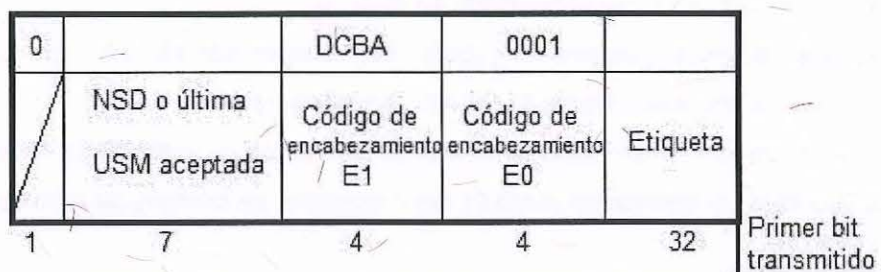 0 DCBA 0001
NSD o última
USM aceptada
Código de
encabezamiento
E1
Código de
encabezamiento
E0
Etiqueta
1 7 4 4 32
Primer bit
transmitido